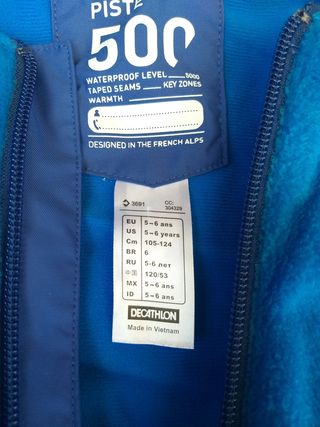 PISTE
500
WATERPROOF LEVEL 5000
TAPED SEAMS KEY ZONES
WARMTH
DESIGNED IN THE FRENCH ALPS
3691 CC: 304329
EU 5-6 ans
US 5-6 years
Cm 105-124
BR 6
RU 5-6 лет
中国 120/53
MX 5-6 ans
ID 5-6 ans
DECATHLON
Made in Vietnam